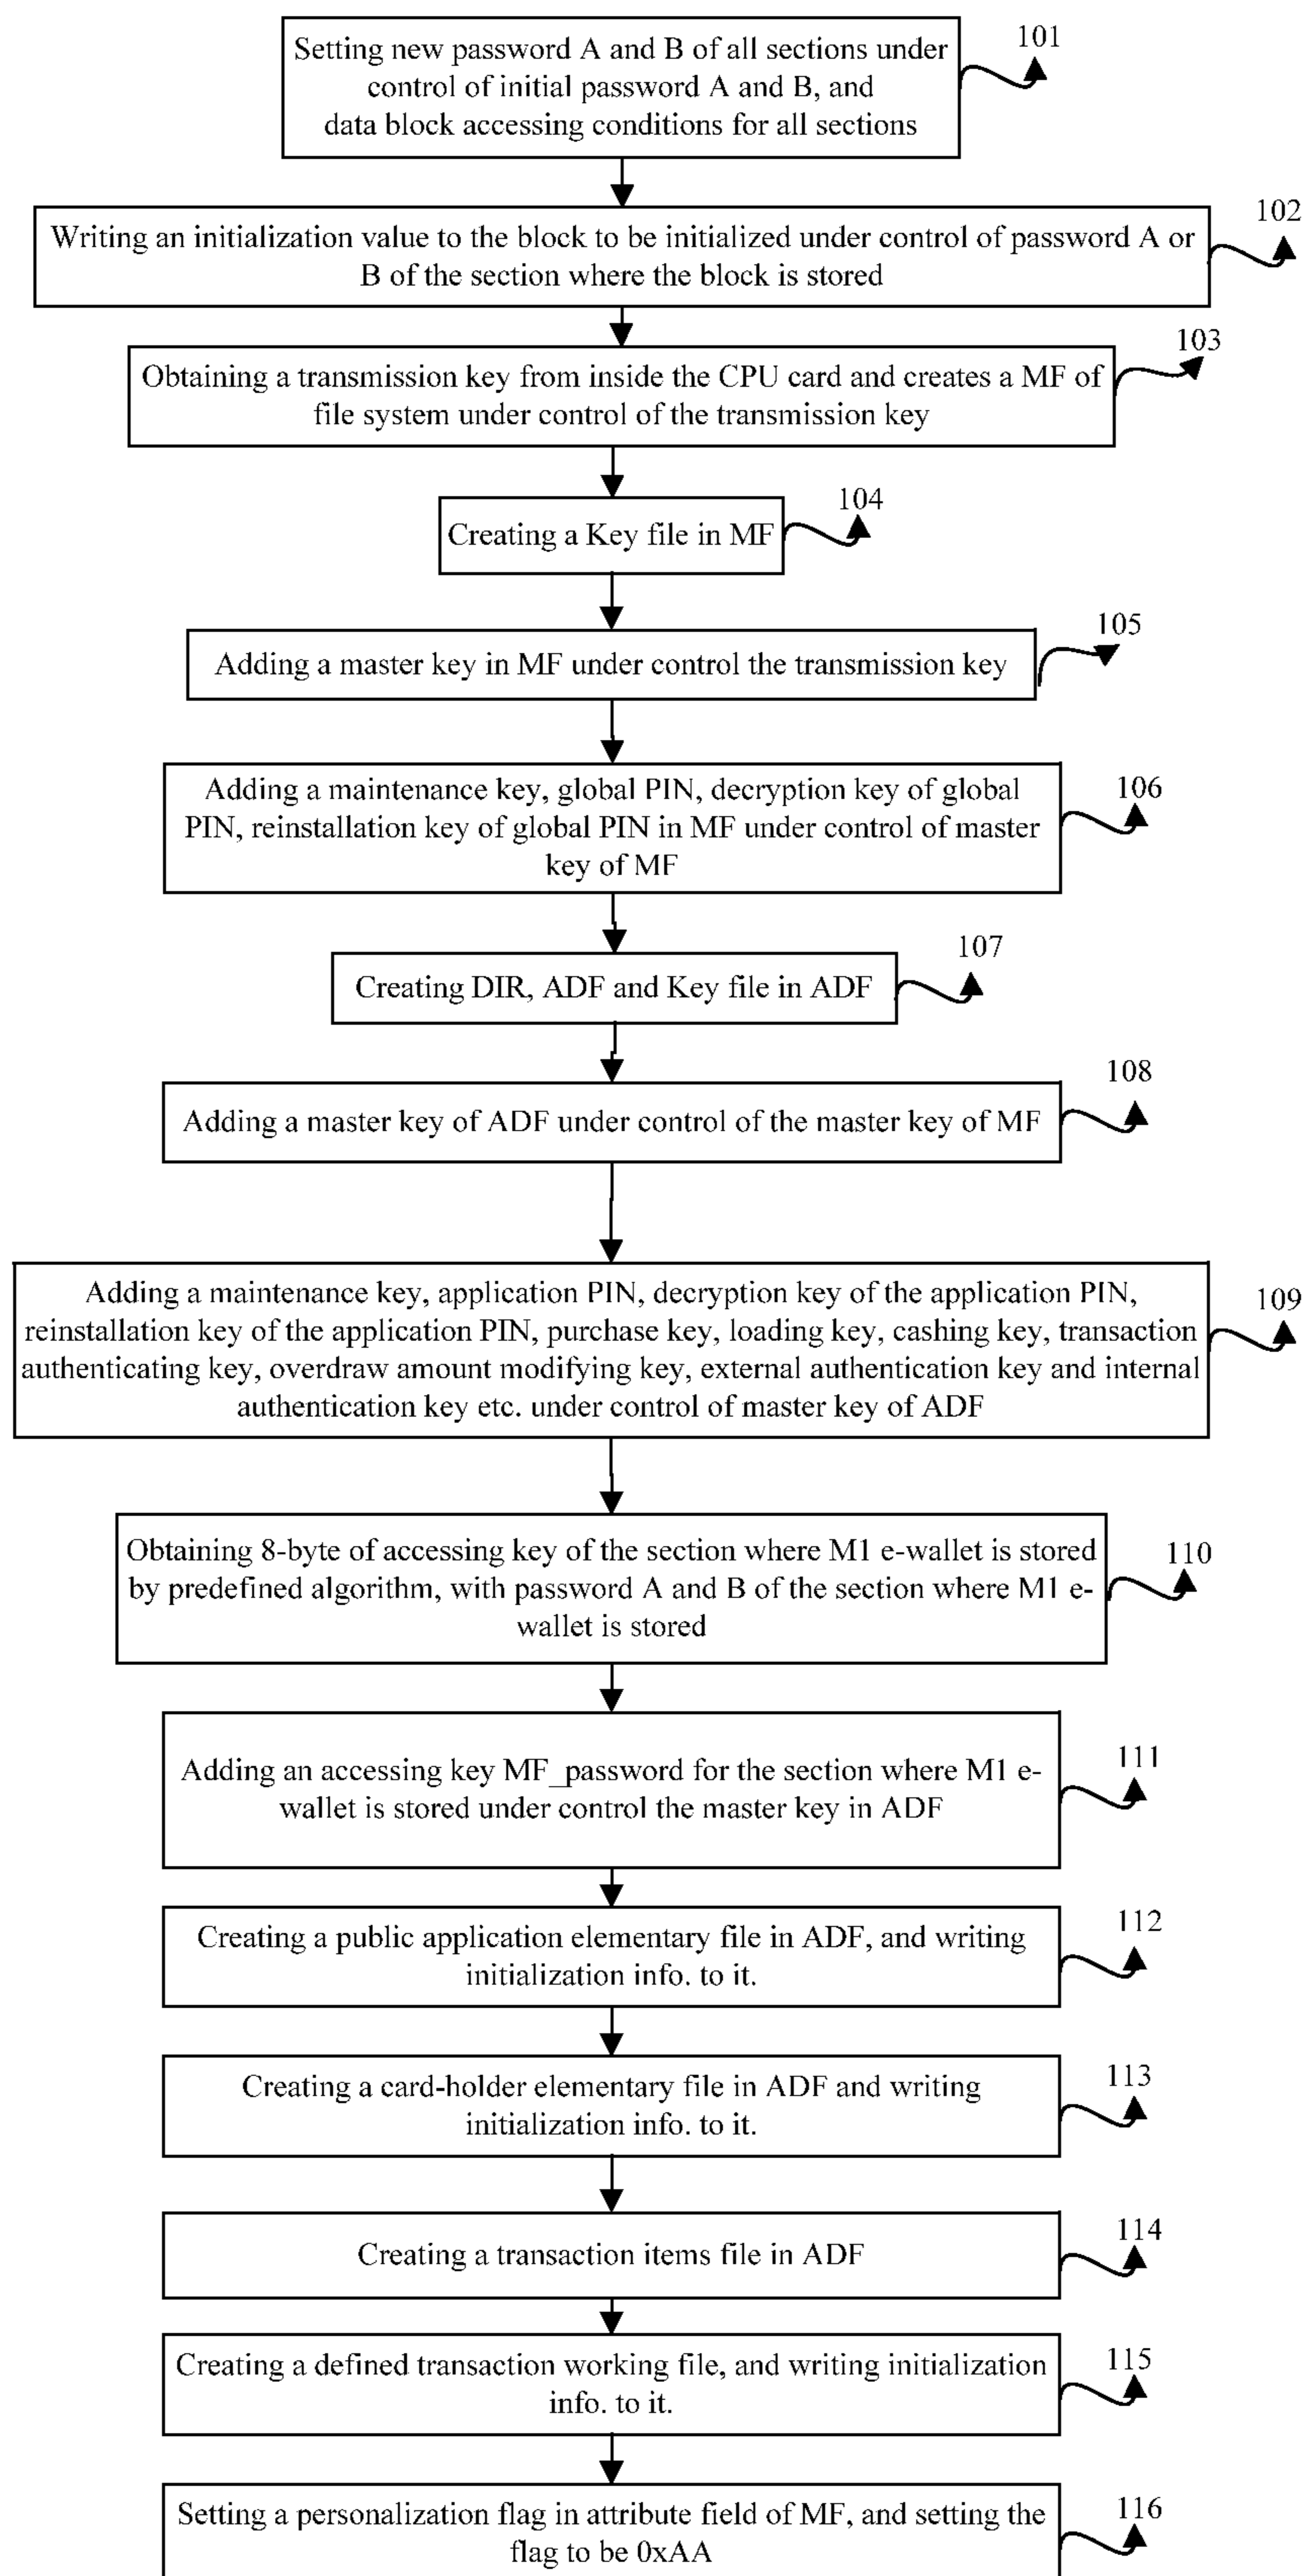 Setting new password A and B of all sections under
control of initial password A and B, and
data block accessing conditions for all sections
101
Writing an initialization value to the block to be initialized under control of password A or
B of the section where the block is stored
102
Obtaining a transmission key from inside the CPU card and creates a MF of
file system under control of the transmission key
103
Creating a Key file in MF
104
Adding a master key in MF under control the transmission key
105
Adding a maintenance key, global PIN, decryption key of global
PIN, reinstallation key of global PIN in MF under control of master
key of MF
106
Creating DIR, ADF and Key file in ADF
107
Adding a master key of ADF under control of the master key of MF
108
Adding a maintenance key, application PIN, decryption key of the application PIN,
reinstallation key of the application PIN, purchase key, loading key, cashing key, transaction
authenticating key, overdraw amount modifying key, external authentication key and internal
authentication key etc. under control of master key of ADF
109
Obtaining 8-byte of accessing key of the section where M1 e-wallet is stored
by predefined algorithm, with password A and B of the section where M1 e-
wallet is stored
110
Adding an accessing key MF_password for the section where M1 e-
wallet is stored under control the master key in ADF
111
Creating a public application elementary file in ADF, and writing
initialization info. to it.
112
Creating a card-holder elementary file in ADF and writing
initialization info. to it.
113
Creating a transaction items file in ADF
114
Creating a defined transaction working file, and writing initialization
info. to it.
115
Setting a personalization flag in attribute field of MF, and setting the
flag to be 0xAA
116